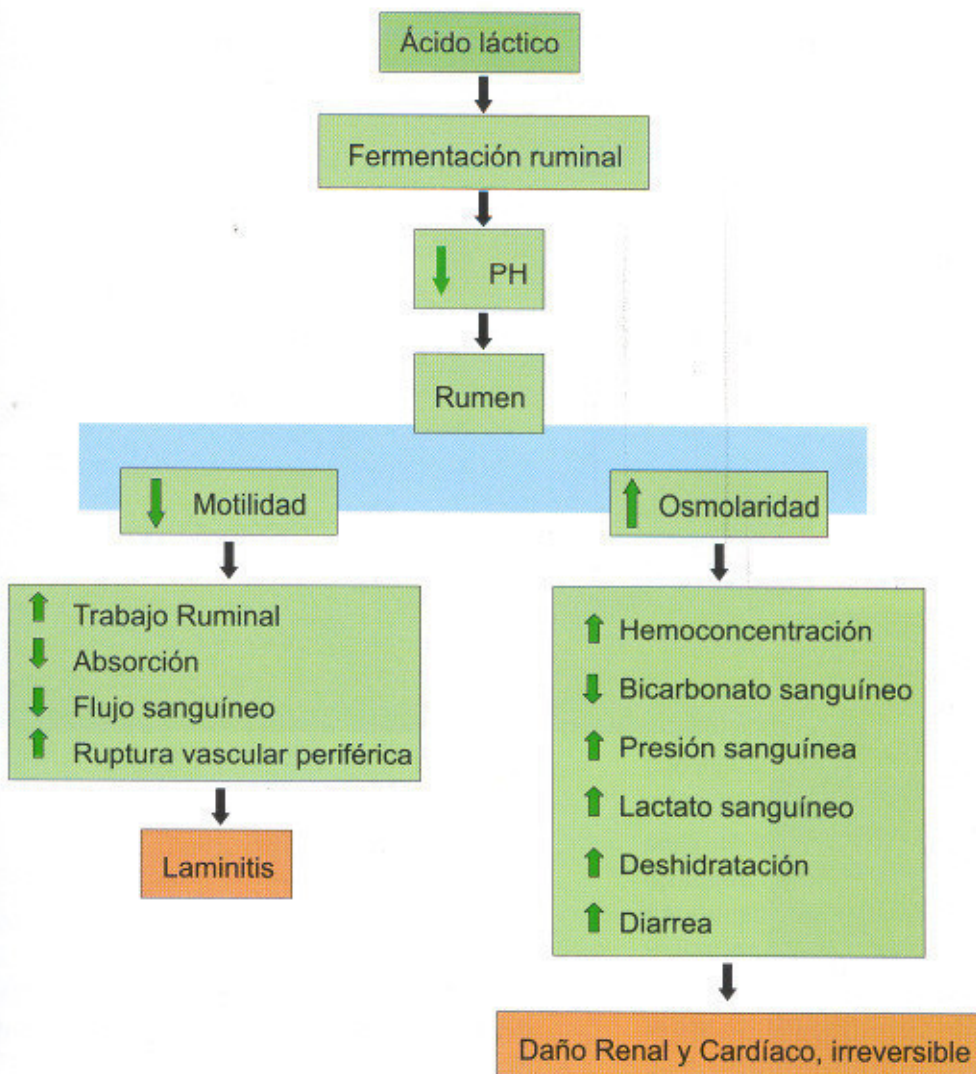 Ácido láctico
Fermentación ruminal
PH
Rumen
Motilidad
Osmolaridad
Trabajo Ruminal
Absorción
Flujo sanguíneo
Ruptura vascular periférica
Laminitis
Hemoconcentración
Bicarbonato sanguíneo
Presión sanguínea
Lactato sanguíneo
Deshidratación
Diarrea
Daño Renal y Cardíaco, irreversible